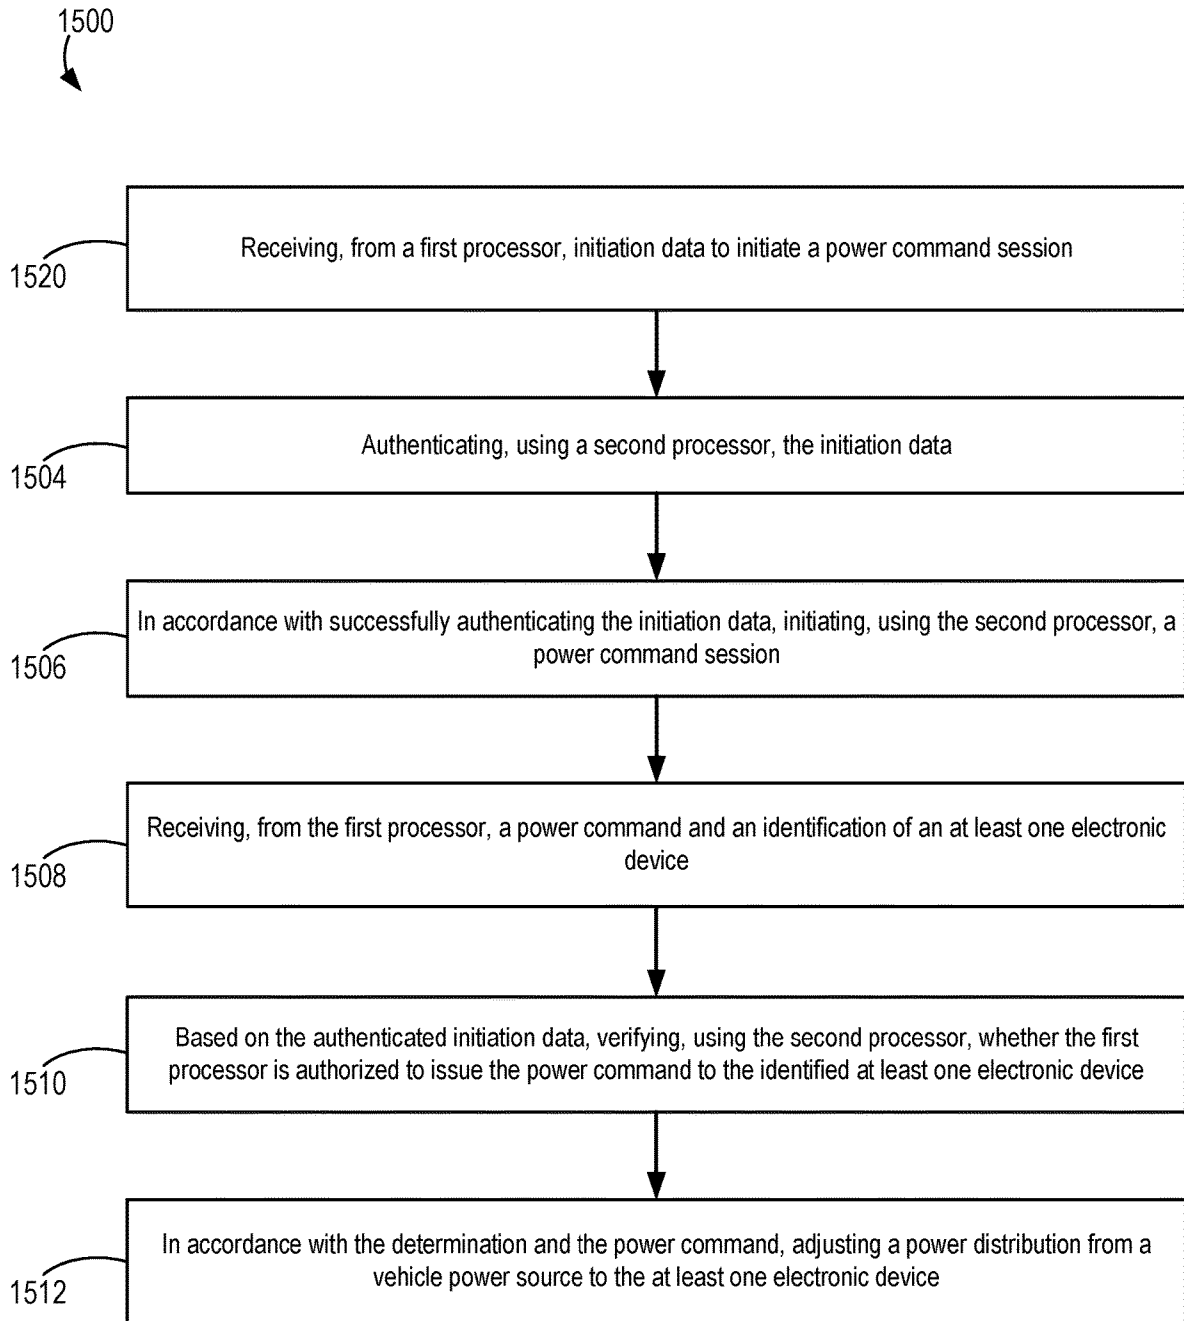 1500
Receiving, from a first processor, initiation data to initiate a power command session
1520
Authenticating, using a second processor, the initiation data
1504
In accordance with successfully authenticating the initiation data, initiating, using the second processor, a
power command session
1506
Receiving, from the first processor, a power command and an identification of an at least one electronic
device
1508
Based on the authenticated initiation data, verifying, using the second processor, whether the first
processor is authorized to issue the power command to the identified at least one electronic device
1510
In accordance with the determination and the power command, adjusting a power distribution from a
vehicle power source to the at least one electronic device
1512